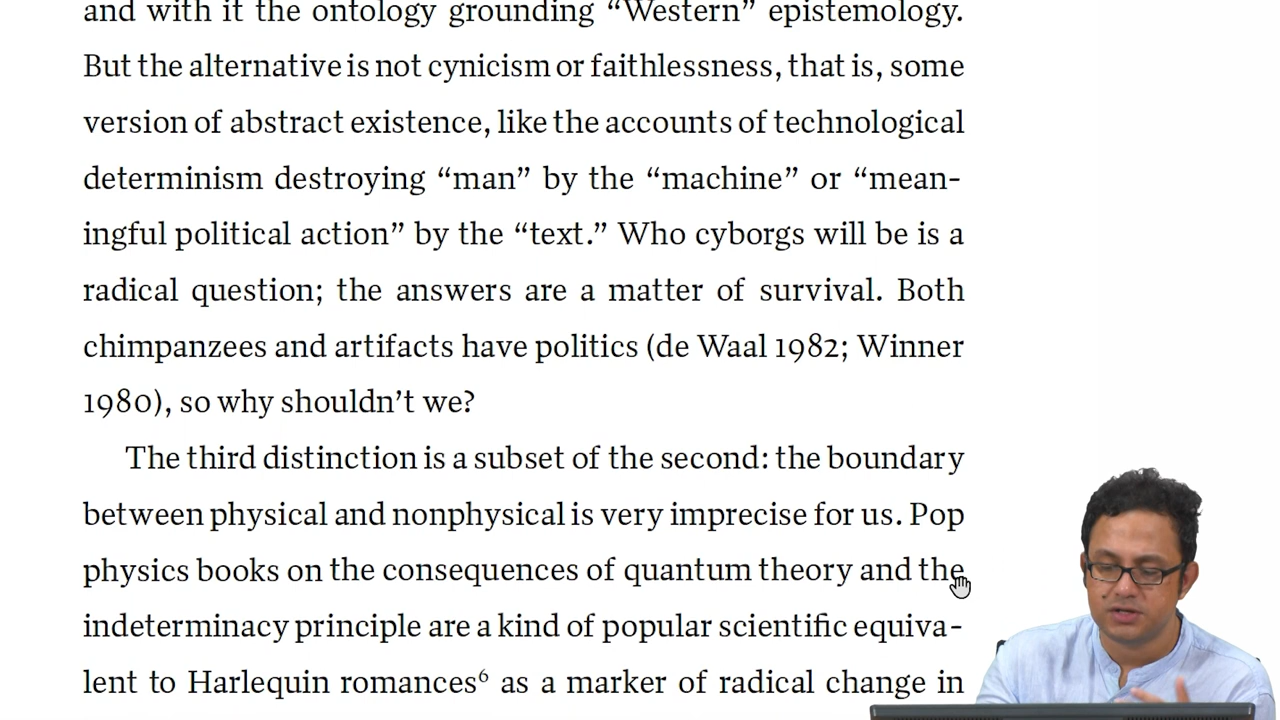 and with it the ontology grounding “Western” epistemology.
But the alternative is not cynicism or faithlessness, that is, some
version of abstract existence, like the accounts of technological
determinism destroying “man” by the “machine” or “mean-
ingful political action” by the “text.” Who cyborgs will be is a
radical question; the answers are a matter of survival. Both
chimpanzees and artifacts have politics (de Waal 1982; Winner
1980), so why shouldn’t we?
The third distinction is a subset of the second: the boundary
between physical and nonphysical is very imprecise for us. Pop
physics books on the consequences of quantum theory and the
indeterminacy principle are a kind of popular scientific equiva-
lent to Harlequin romances⁶ as a marker of radical change in